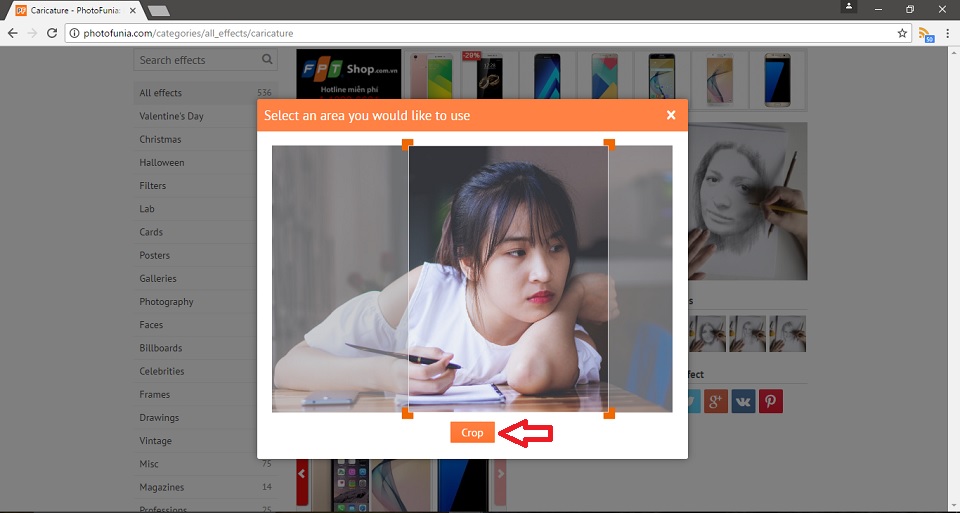 Caricature - PhotoFunia:
photofunia.com/categories/all_effects/caricature
50
Search effects
All effects 536
Valentine's Day
Christmas
Halloween
Filters
Lab
Cards
Posters
Galleries
Photography
Faces
Billboards
Celebrities
Frames
Drawings
Vintage
Misc 75
Magazines 14
Professions 25
FPT Shop.com.vn
Hotline miễn phí
-29%
Select an area you would like to use
Crop